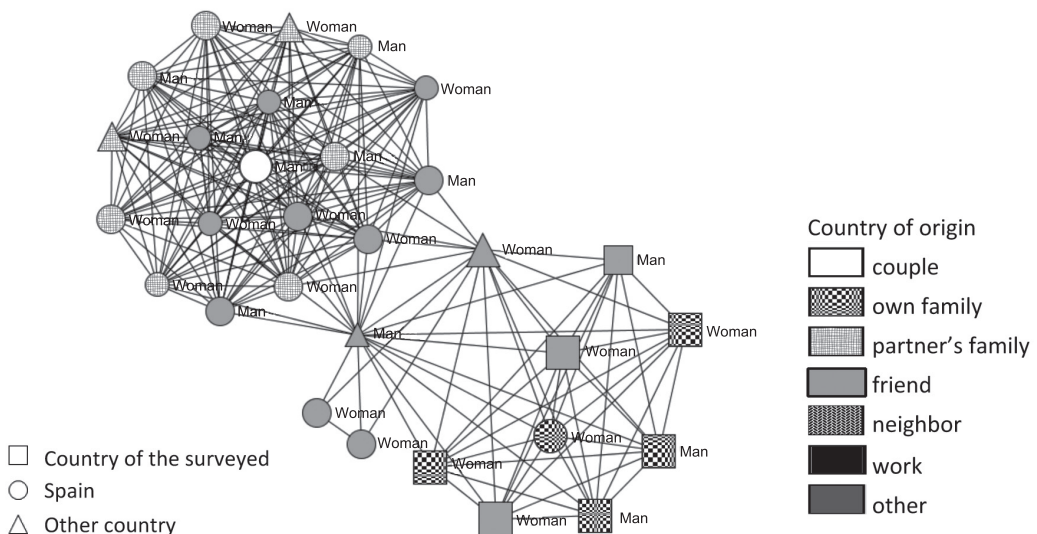 Woman
Woman
Man
Man
Woman
Man
Woman
Man
Man
Man
Man
Woman
Woman
Woman
Woman
Woman
Woman
Man
Woman
Man
Man
Woman
Woman
Woman
Woman
Woman
Man
Woman
Woman
Man
Country of origin
couple
own family
partner's family
friend
neighbor
work
other
Country of the surveyed
Spain
Other country